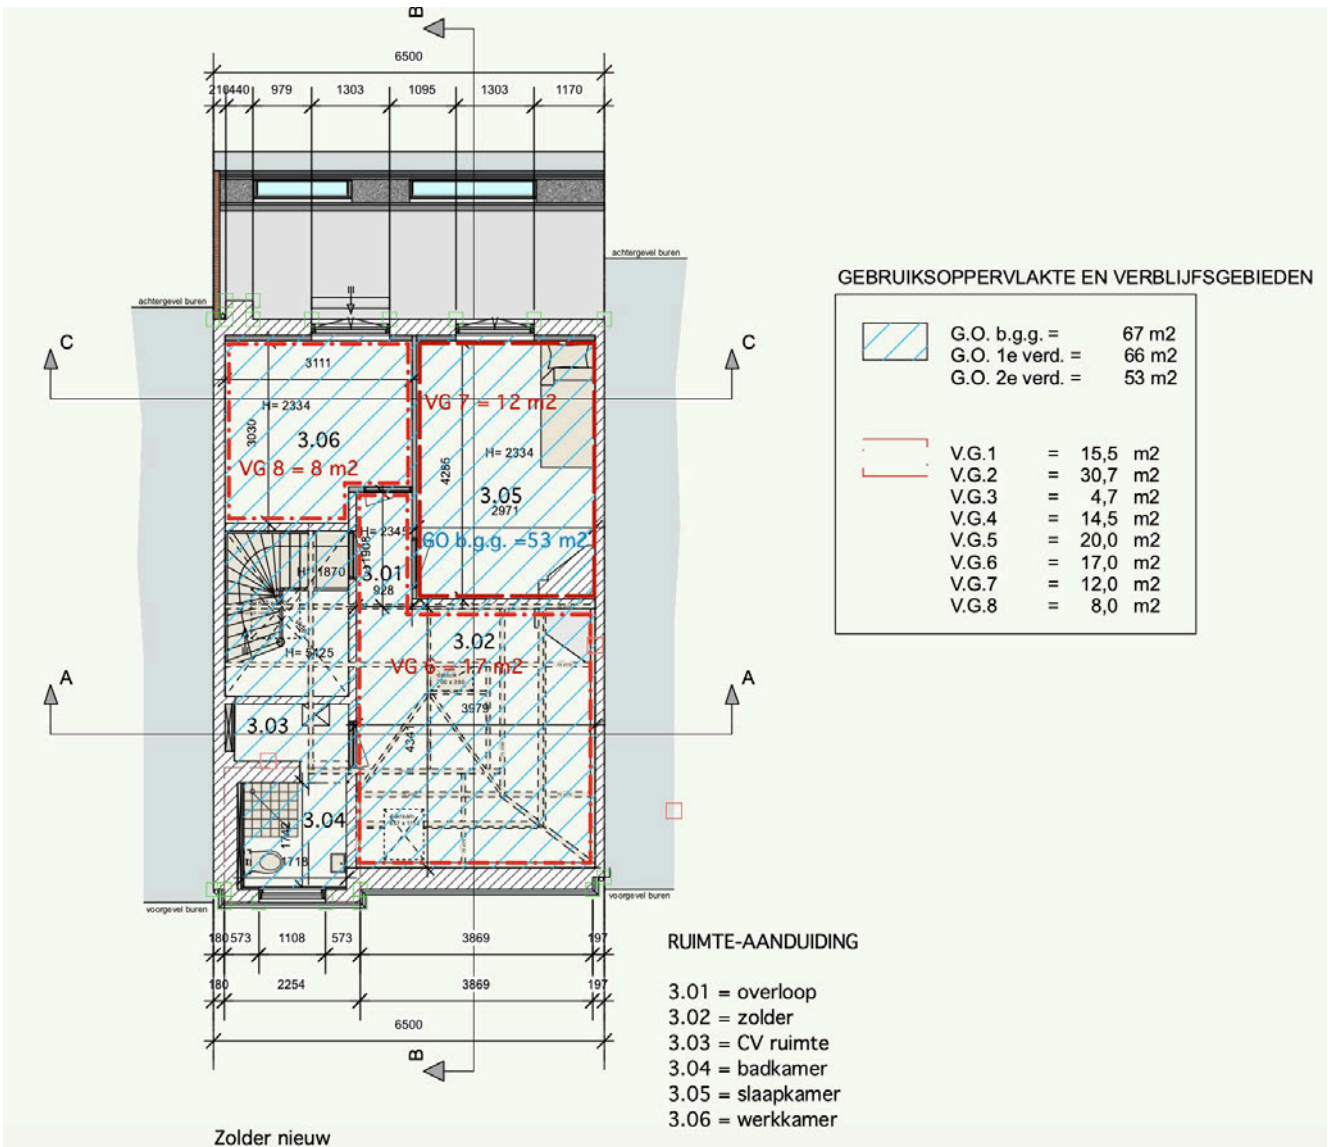 B
6500
210 440 979 1303 1095 1303 1170
achtergevel buren
achtergevel buren
C
C
3111
H= 2334
3030
3.06
VG 8 = 8 m2
VG 7 = 12 m2
H= 2334
4285
3.05
2971
GO b.g.g. =53 m2
H= 2345
1908
3.01
928
H= 1870
H= 5425
3.02
VG 6 = 17 m2
3979
4341
A
A
3.03
3.04
1742
1718
voorgevel buren
voorgevel buren
180 573 1108 573 3869 197
180 2254 3869 197
6500
B
Zolder nieuw
GEBRUIKSOPPERVLAKTE EN VERBLIJFSGEBIEDEN
G.O. b.g.g. = 67 m2
G.O. 1e verd. = 66 m2
G.O. 2e verd. = 53 m2
V.G.1 = 15,5 m2
V.G.2 = 30,7 m2
V.G.3 = 4,7 m2
V.G.4 = 14,5 m2
V.G.5 = 20,0 m2
V.G.6 = 17,0 m2
V.G.7 = 12,0 m2
V.G.8 = 8,0 m2
RUIMTE-AANDUIDING
3.01 = overloop
3.02 = zolder
3.03 = CV ruimte
3.04 = badkamer
3.05 = slaapkamer
3.06 = werkkamer